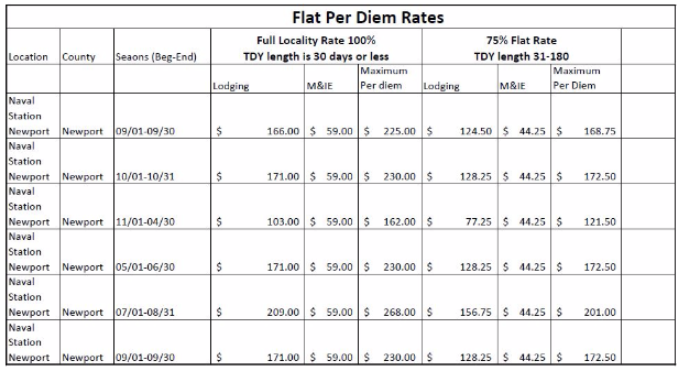 Flat Per Diem Rates
Full Locality Rate 100% 75% Flat Rate
Location County Seaons (Beg-End) TDY length is 30 days or less TDY length 31-180
Lodging M&IE Maximum Per diem Lodging M&IE Maximum Per Diem
Naval Station Newport Newport 09/01-09/30 $ 166.00 $ 59.00 $ 225.00 $ 124.50 $ 44.25 $ 168.75
Naval Station Newport Newport 10/01-10/31 $ 171.00 $ 59.00 $ 230.00 $ 128.25 $ 44.25 $ 172.50
Naval Station Newport Newport 11/01-04/30 $ 103.00 $ 59.00 $ 162.00 $ 77.25 $ 44.25 $ 121.50
Naval Station Newport Newport 05/01-06/30 $ 171.00 $ 59.00 $ 230.00 $ 128.25 $ 44.25 $ 172.50
Naval Station Newport Newport 07/01-08/31 $ 209.00 $ 59.00 $ 268.00 $ 156.75 $ 44.25 $ 201.00
Naval Station Newport Newport 09/01-09/30 $ 171.00 $ 59.00 $ 230.00 $ 128.25 $ 44.25 $ 172.50